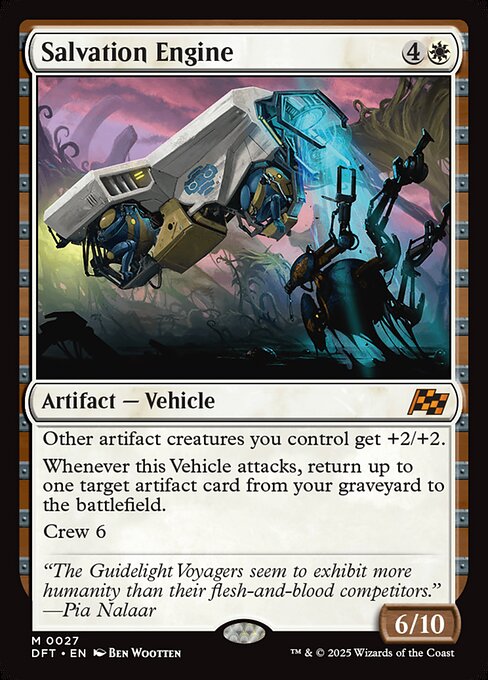 Salvation Engine 4
Artifact — Vehicle
Other artifact creatures you control get +2/+2.
Whenever this Vehicle attacks, return up to
one target artifact card from your graveyard to
the battlefield.
Crew 6
“The Guidelight Voyagers seem to exhibit more
humanity than their flesh-and-blood competitors.”
—Pia Nalaar
6/10
M 0027
DFT • EN Ben Wootten
™ & © 2025 Wizards of the Coast